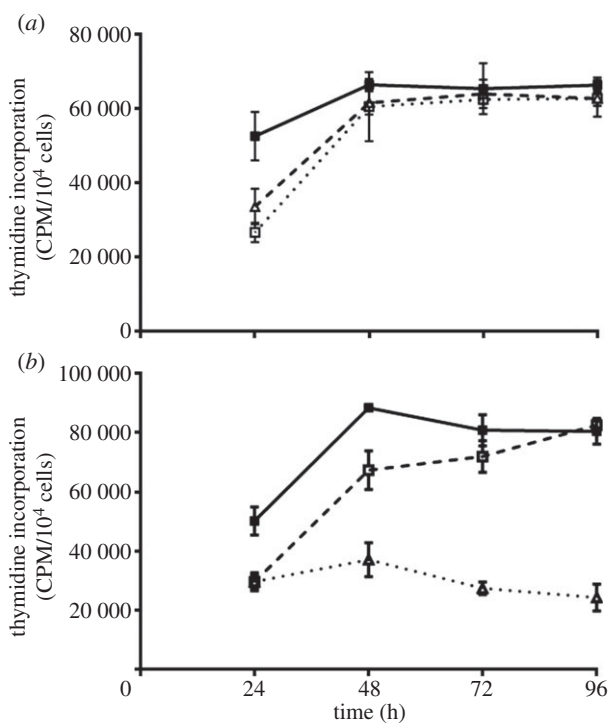 (a)
80 000
60 000
40 000
20 000
0
thymidine incorporation
(CPM/10⁴ cells)
(b)
100 000
80 000
60 000
40 000
20 000
0
thymidine incorporation
(CPM/10⁴ cells)
24 48 72 96
time (h)